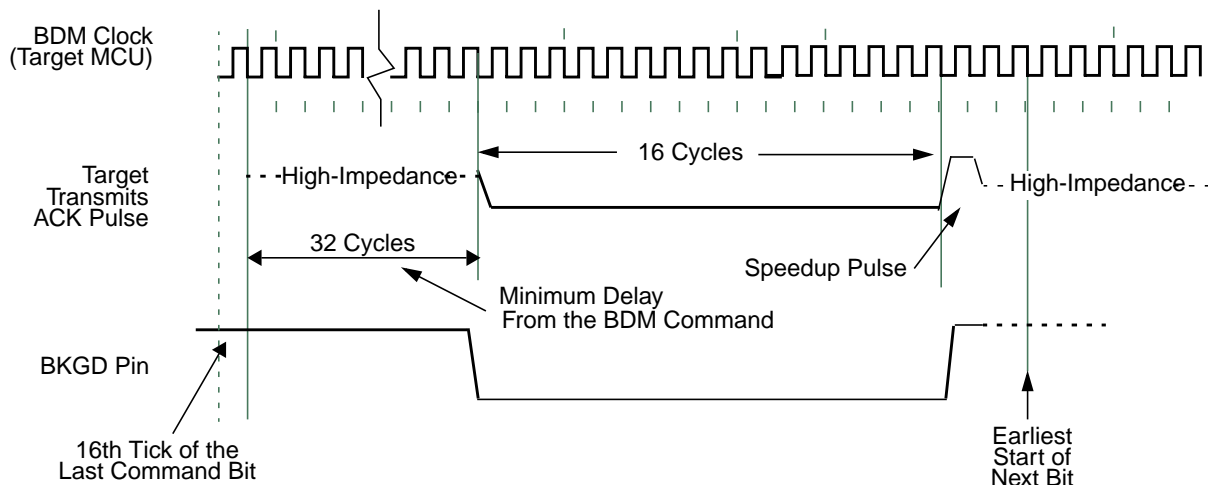 BDM Clock
(Target MCU)
16 Cycles
Target
Transmits
ACK Pulse
High-Impedance
High-Impedance
32 Cycles
Speedup Pulse
Minimum Delay
From the BDM Command
BKGD Pin
16th Tick of the
Last Command Bit
Earliest
Start of
Next Bit